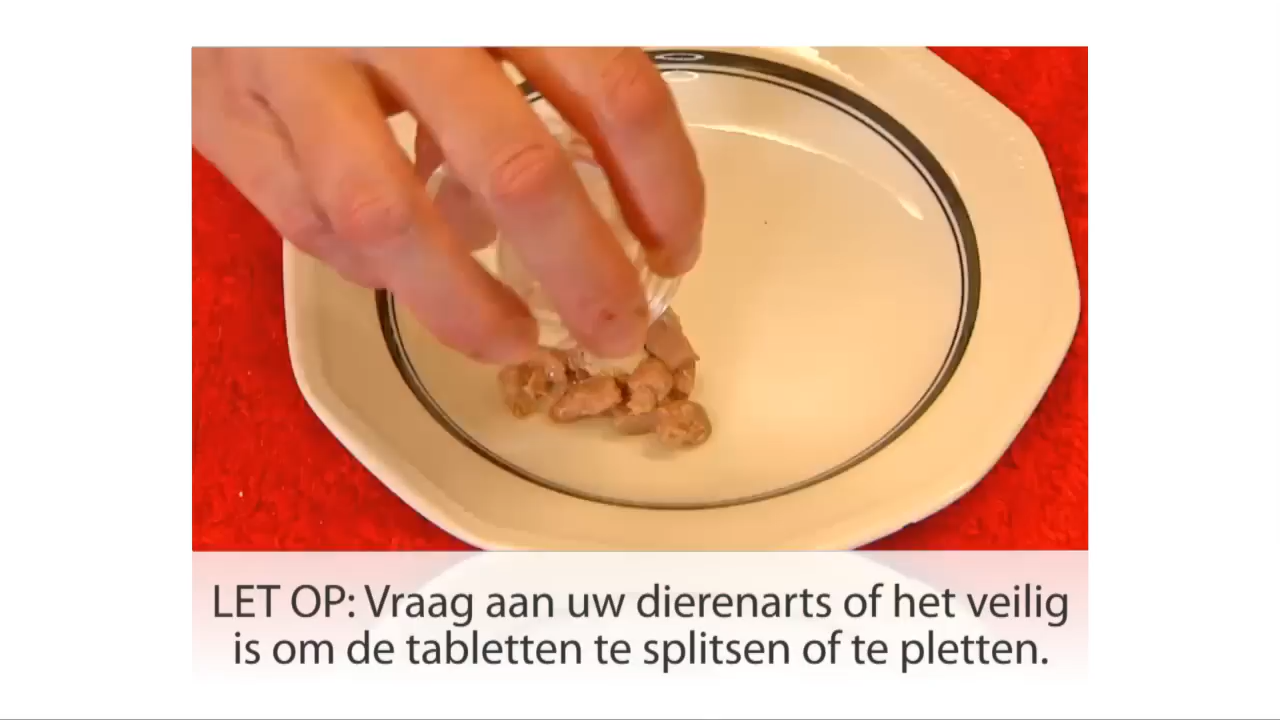 LET OP: Vraag aan uw dierenarts of het veilig
is om de tabletten te splitsen of te pletten.